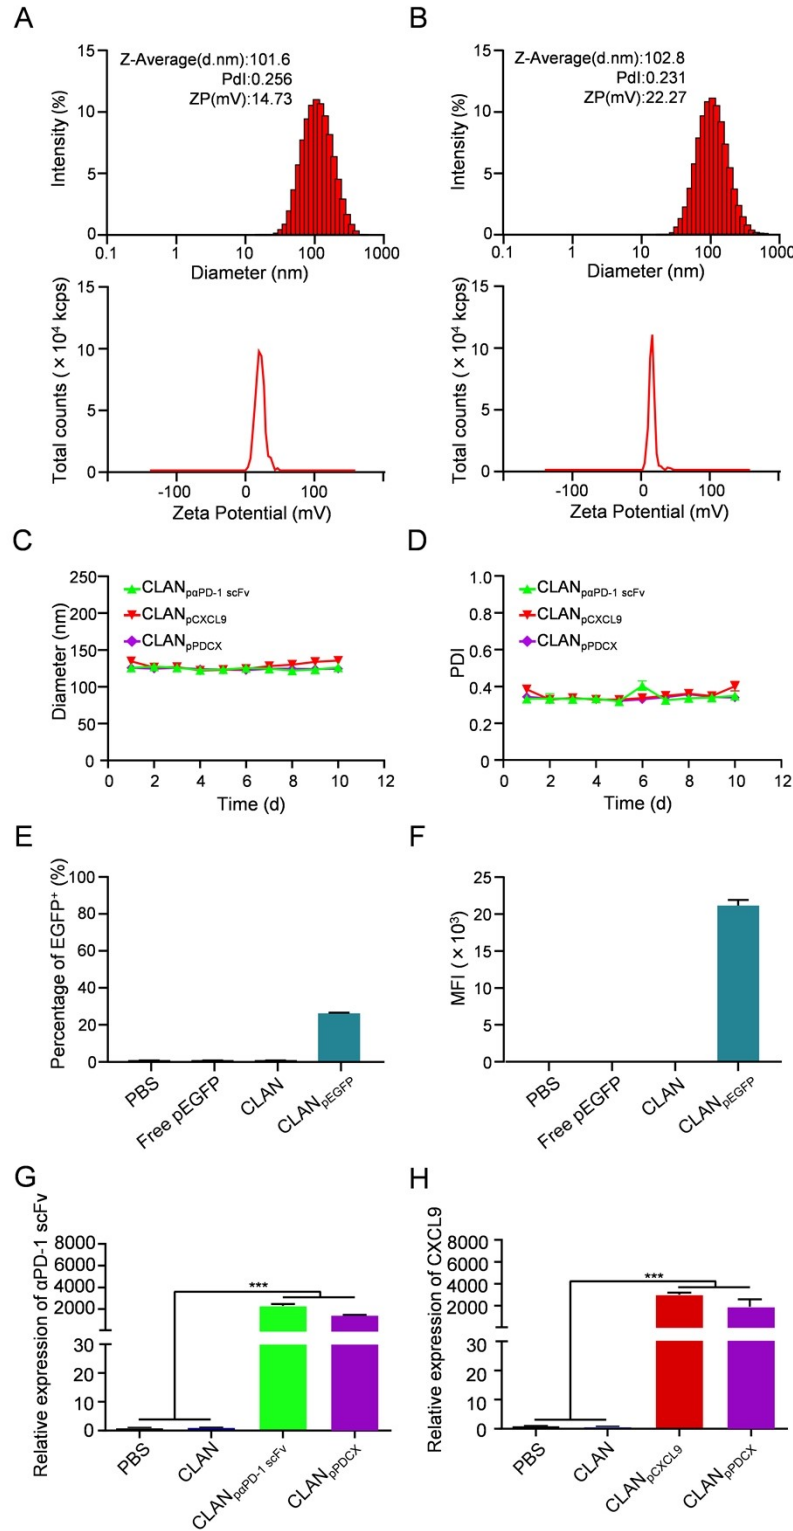 A
Z-Average(d.nm):101.6
PdI:0.256
ZP(mV):14.73
Intensity (%)
15
10
5
0
0.1 1 10 100 1000
Diameter (nm)
Total counts (×10⁴ kcps)
15
10
5
0
-100 0 100
Zeta Potential (mV)
B
Z-Average(d.nm):102.8
PdI:0.231
ZP(mV):22.27
Intensity (%)
15
10
5
0
0.1 1 10 100 1000
Diameter (nm)
Total counts (×10⁴ kcps)
15
10
5
0
-100 0 100
Zeta Potential (mV)
C
CLANpαPD-1 scFv
CLANpCXCL9
CLANpPDCX
Diameter (nm)
250
200
150
100
50
0
0 2 4 6 8 10 12
Time (d)
D
CLANpαPD-1 scFv
CLANpCXCL9
CLANpPDCX
PDI
1.0
0.8
0.6
0.4
0.2
0
0 2 4 6 8 10 12
Time (d)
E
Percentage of EGFP⁺ (%)
100
80
60
40
20
0
PBS
Free pEGFP
CLAN
CLANpEGFP
F
MFI (×10³)
25
20
15
10
5
0
PBS
Free pEGFP
CLAN
CLANpEGFP
G
Relative expression of αPD-1 scFv
8000
6000
4000
2000
30
20
10
0
***
PBS
CLAN
CLANpαPD-1 scFv
CLANpPDCX
H
Relative expression of CXCL9
8000
6000
4000
2000
30
20
10
0
***
PBS
CLAN
CLANpCXCL9
CLANpPDCX